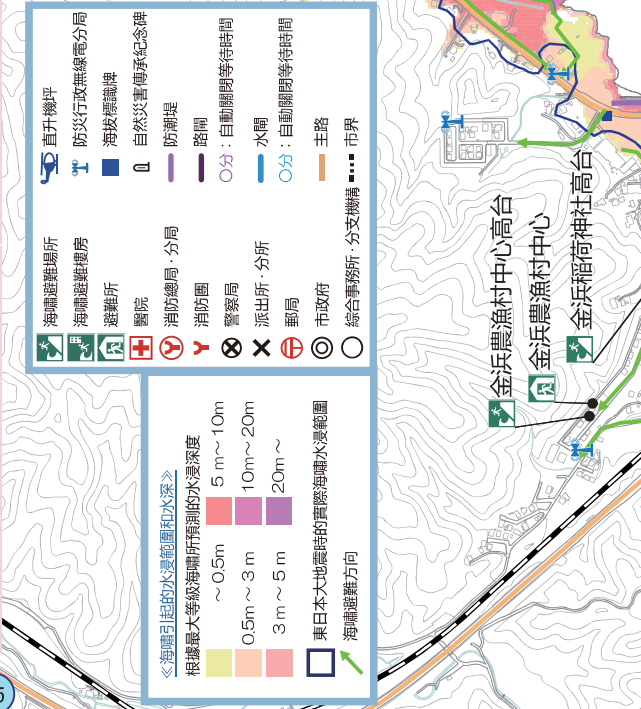 海嘯避難場所
海嘯避難樓房
避難所
醫院
消防總局·分局
消防團
警察局
派出所·分所
郵局
市政府
綜合事務所·分支機構
直升機坪
防災行政無線電分局
海拔標識牌
自然災害傳承紀念碑
防潮堤
路閘
○分：自動關閉等待時間
水閘
○分：自動關閉等待時間
主路
市界
≪海嘯引起的水浸範圍和水深≫
根據最大等級海嘯所預測的水浸深度
～0.5m
0.5m～3m
3m～5m
5m～10m
10m～20m
20m～
東日本大地震時的實際海嘯水浸範圍
海嘯避難方向
金浜農漁村中心高台
金浜農漁村中心
金浜稲荷神社高台